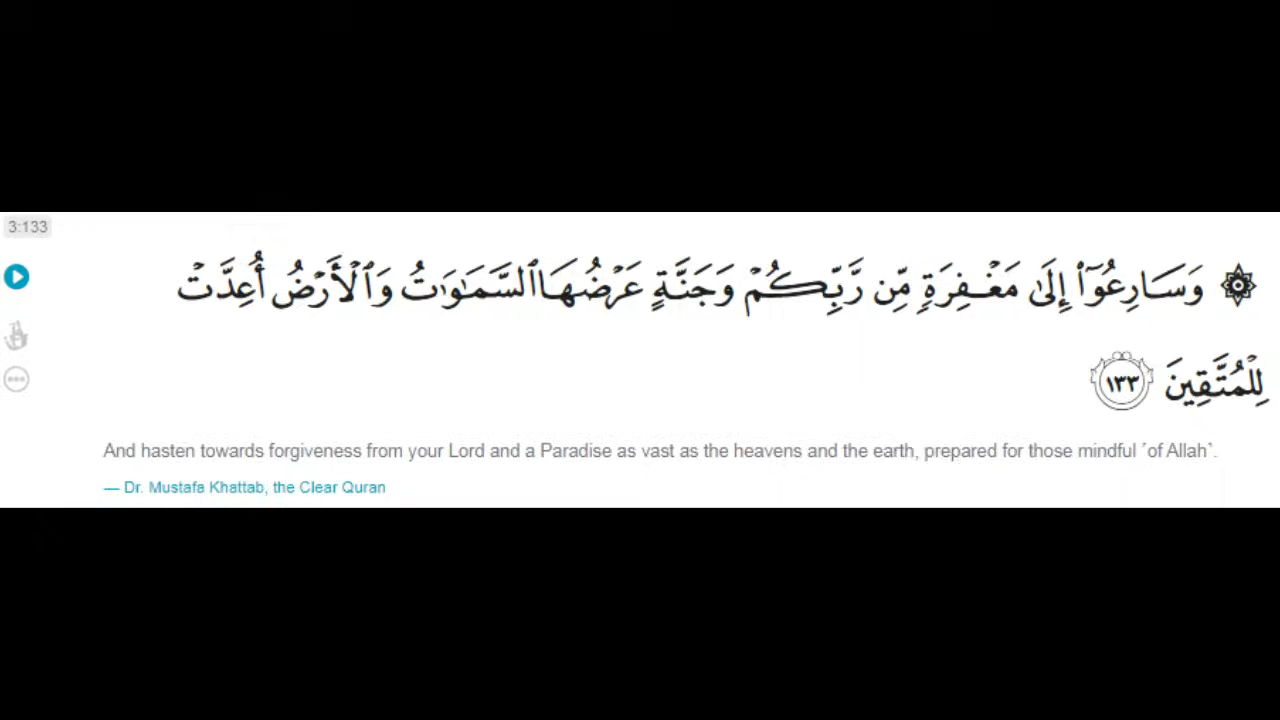 3:133
۞ وَسَارِعُوٓا۟ إِلَىٰ مَغْفِرَةٍ مِّن رَّبِّكُمْ وَجَنَّةٍ عَرْضُهَا ٱلسَّمَـٰوَٰتُ وَٱلْأَرْضُ أُعِدَّتْ
لِلْمُتَّقِينَ ١٣٣
And hasten towards forgiveness from your Lord and a Paradise as vast as the heavens and the earth, prepared for those mindful ˹of Allah˺.
— Dr. Mustafa Khattab, the Clear Quran